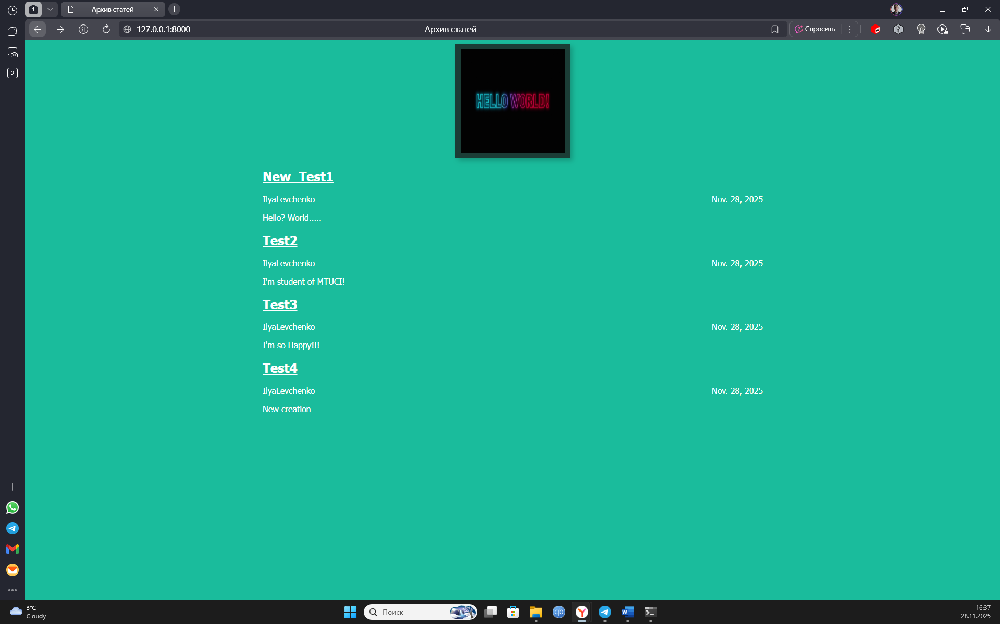 1
Архив статей
127.0.0.1:8000
Архив статей
Спросить
2
HELLO WORLD!
New_Test1
IlyaLevchenko
Nov. 28, 2025
Hello? World.....
Test2
IlyaLevchenko
Nov. 28, 2025
I'm student of MTUCI!
Test3
IlyaLevchenko
Nov. 28, 2025
I'm so Happy!!!
Test4
IlyaLevchenko
Nov. 28, 2025
New creation
3°C
Cloudy
Поиск
16:37
28.11.2025